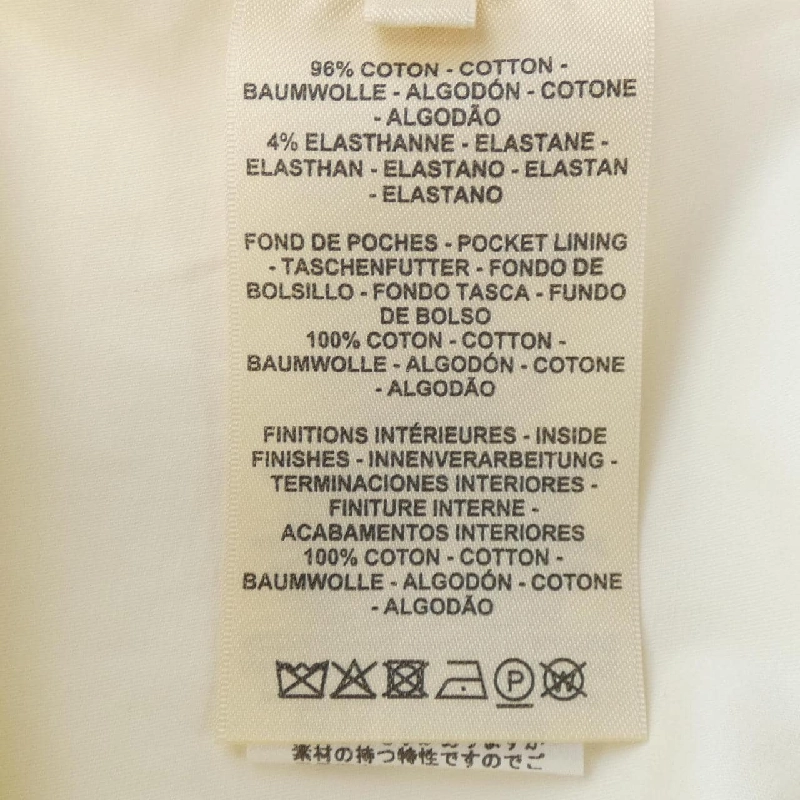 96% COTON - COTTON -
BAUMWOLLE - ALGODÓN - COTONE
- ALGODÃO
4% ELASTHANNE - ELASTANE -
ELASTHAN - ELASTANO - ELASTAN
- ELASTANO
FOND DE POCHES - POCKET LINING
- TASCHENFUTTER - FONDO DE
BOLSILLO - FONDO TASCA - FUNDO
DE BOLSO
100% COTON - COTTON -
BAUMWOLLE - ALGODÓN - COTONE
- ALGODÃO
FINITIONS INTÉRIEURES - INSIDE
FINISHES - INNENVERARBEITUNG -
TERMINACIONES INTERIORES -
FINITURE INTERNE -
ACABAMENTOS INTERIORES
100% COTON - COTTON -
BAUMWOLLE - ALGODÓN - COTONE
- ALGODÃO
P W
素材の持つ特性ですのでご